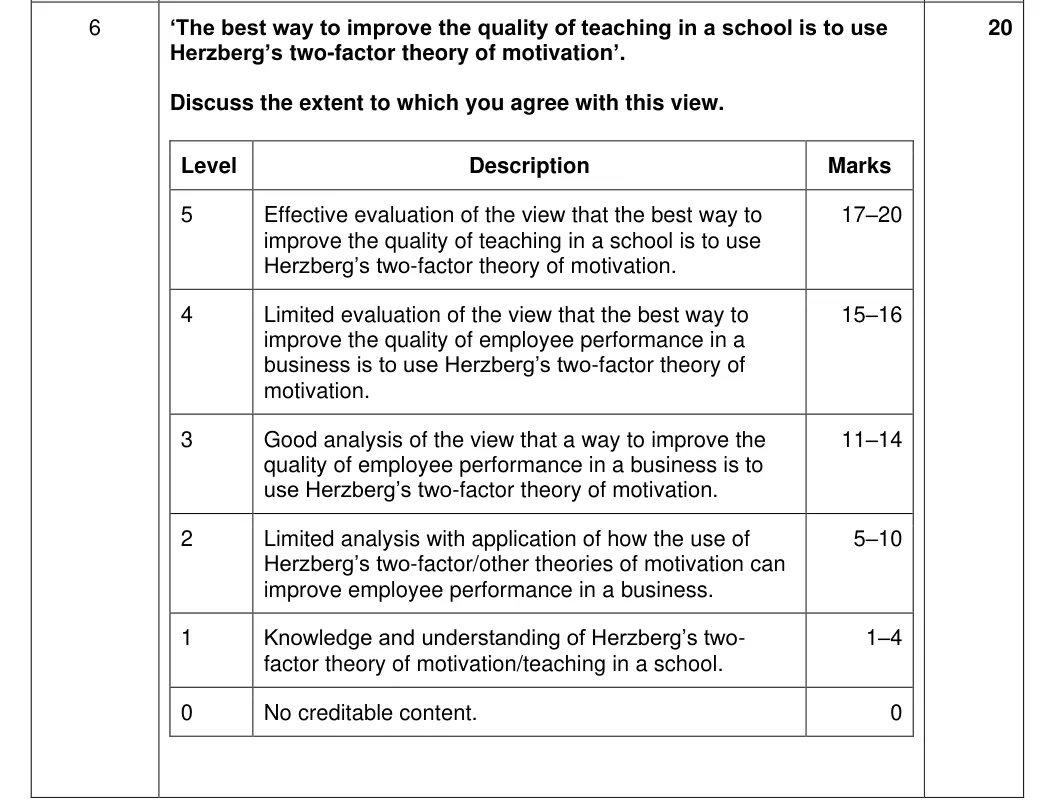 6
‘The best way to improve the quality of teaching in a school is to use
Herzberg’s two-factor theory of motivation’.
20
Discuss the extent to which you agree with this view.
Level Description Marks
5 Effective evaluation of the view that the best way to 17–20
improve the quality of teaching in a school is to use
Herzberg’s two-factor theory of motivation.
4 Limited evaluation of the view that the best way to 15–16
improve the quality of employee performance in a
business is to use Herzberg’s two-factor theory of
motivation.
3 Good analysis of the view that a way to improve the 11–14
quality of employee performance in a business is to
use Herzberg’s two-factor theory of motivation.
2 Limited analysis with application of how the use of 5–10
Herzberg’s two-factor/other theories of motivation can
improve employee performance in a business.
1 Knowledge and understanding of Herzberg’s two- 1–4
factor theory of motivation/teaching in a school.
0 No creditable content. 0